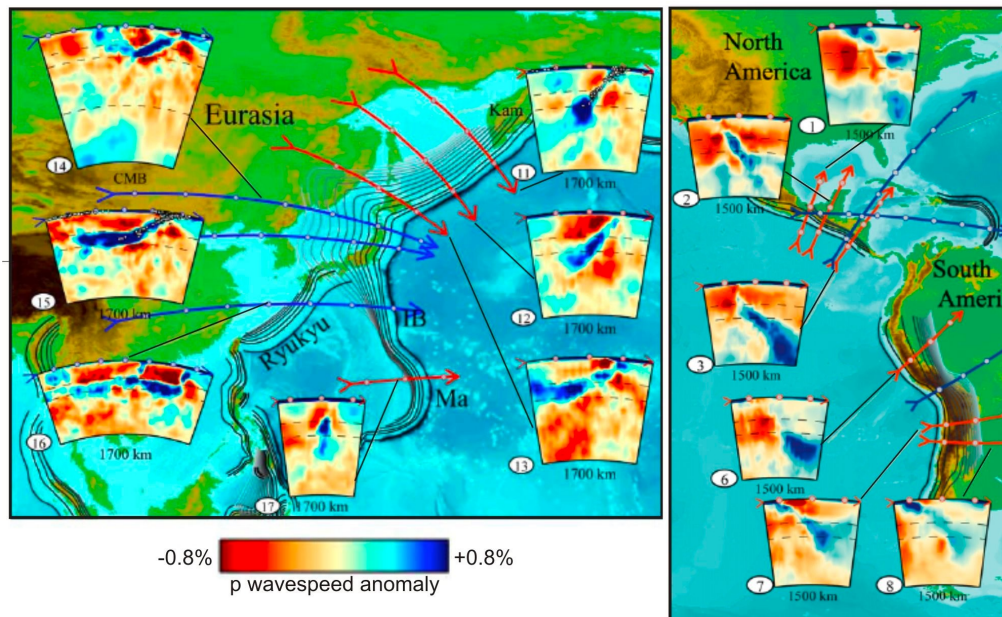 Eurasia
Kam
14
CMB
11
1700 km
15
1700 km
12
1700 km
IB
Ryukyu
Ma
16
1700 km
13
1700 km
17
1700 km
-0.8%
+0.8%
p wavespeed anomaly
North
America
1
1500 km
2
1500 km
South
Ameri
3
1500 km
6
1500 km
7
1500 km
8
1500 km